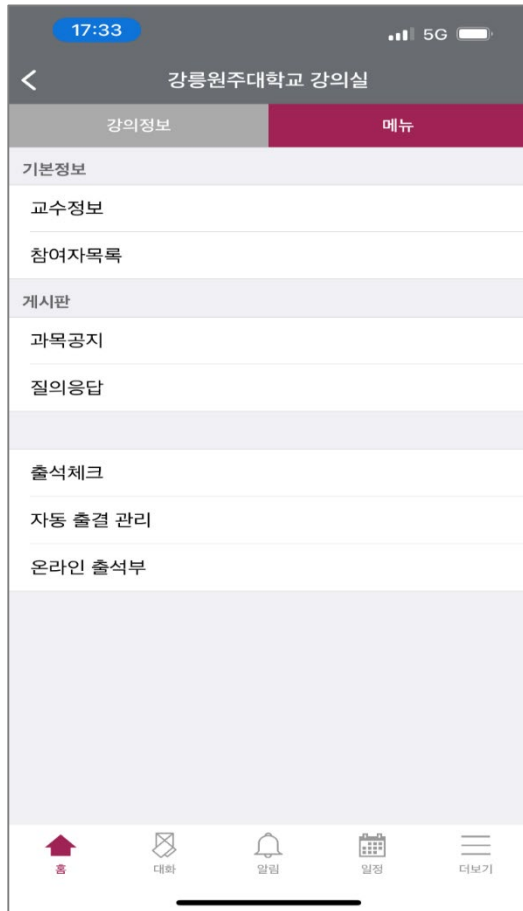 17:33
5G
강릉원주대학교 강의실
강의정보 메뉴
기본정보
교수정보
참여자목록
게시판
과목공지
질의응답
출석체크
자동 출결 관리
온라인 출석부
홈 대화 알림 일정 더보기